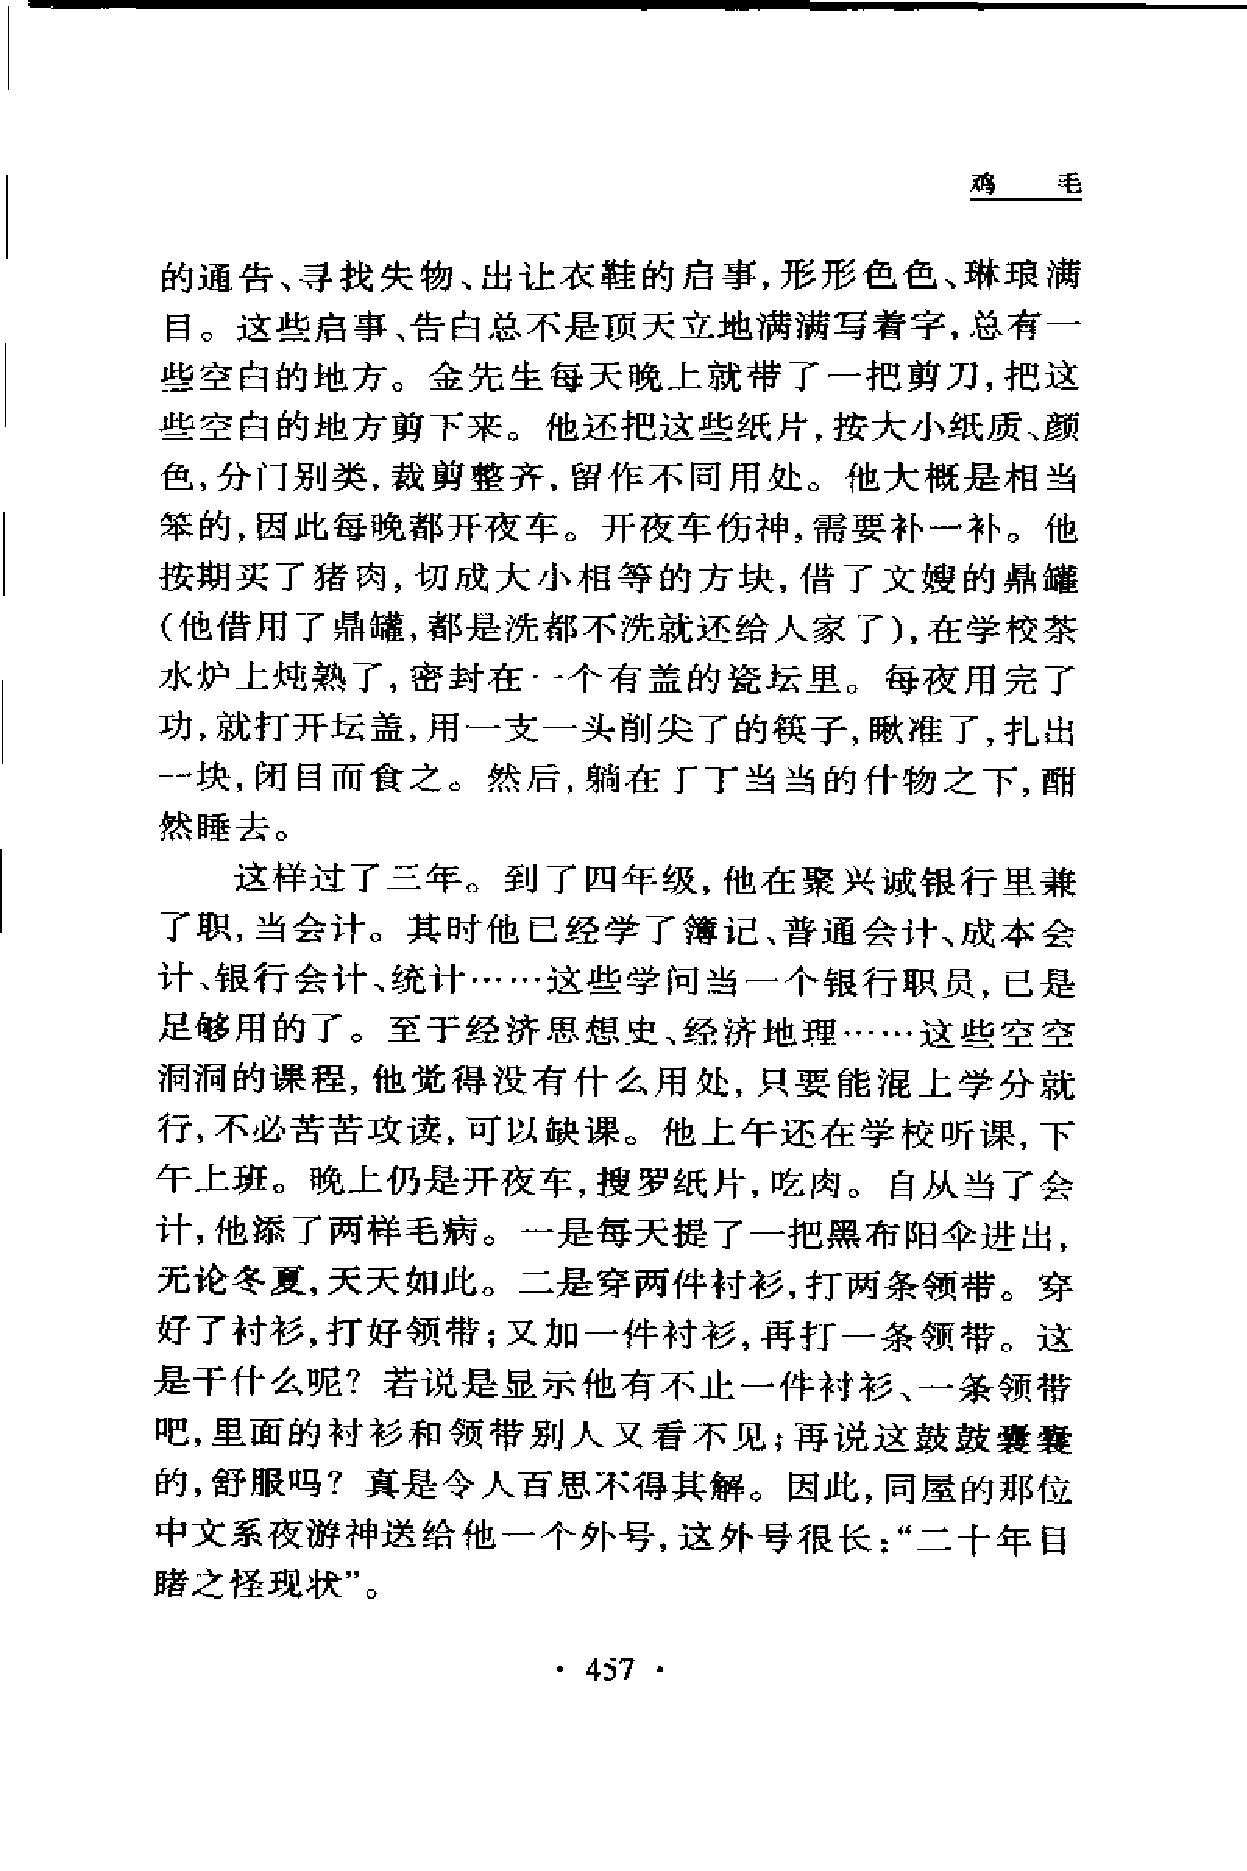 鸡 毛
的通告、寻找失物、出让衣鞋的启事,形形色色、琳琅满
目。这些启事、告白总不是顶天立地满满写着字,总有一
些空白的地方。金先生每天晚上就带了一把剪刀,把这
些空白的地方剪下来。他还把这些纸片,按大小纸质、颜
色,分门别类,裁剪整齐,留作不同用处。他大概是相当
笨的,因此每晚都开夜车。开夜车伤神,需要补一补。他
按期买了猪肉,切成大小相等的方块,借了文嫂的鼎罐
(他借用了鼎罐,都是洗都不洗就还给人家了),在学校茶
水炉上炖熟了,密封在一个有盖的瓷坛里。每夜用完了
功,就打开坛盖,用一支一头削尖了的筷子,瞅准了,扎出
一块,闭目而食之。然后,躺在丁丁当当的什物之下,酣
然睡去。
这样过了三年。到了四年级,他在聚兴诚银行里兼
了职,当会计。其时他已经学了簿记、普通会计、成本会
计、银行会计、统计……这些学问当一个银行职员,已是
足够用的了。至于经济思想史、经济地理……这些空空
洞洞的课程,他觉得没有什么用处,只要能混上学分就
行,不必苦苦攻读,可以缺课。他上午还在学校听课,下
午上班。晚上仍是开夜车,搜罗纸片,吃肉。自从当了会
计,他添了两样毛病。一是每天提了一把黑布阳伞进出,
无论冬夏,天天如此。二是穿两件衬衫,打两条领带。穿
好了衬衫,打好领带;又加一件衬衫,再打一条领带。这
是干什么呢?若说是显示他有不止一件衬衫、一条领带
吧,里面的衬衫和领带别人又看不见;再说这鼓鼓囊囊
的,舒服吗?真是令人百思不得其解。因此,同屋的那位
中文系夜游神送给他一个外号,这外号很长:“二十年目
睹之怪现状”。
· 457 ·